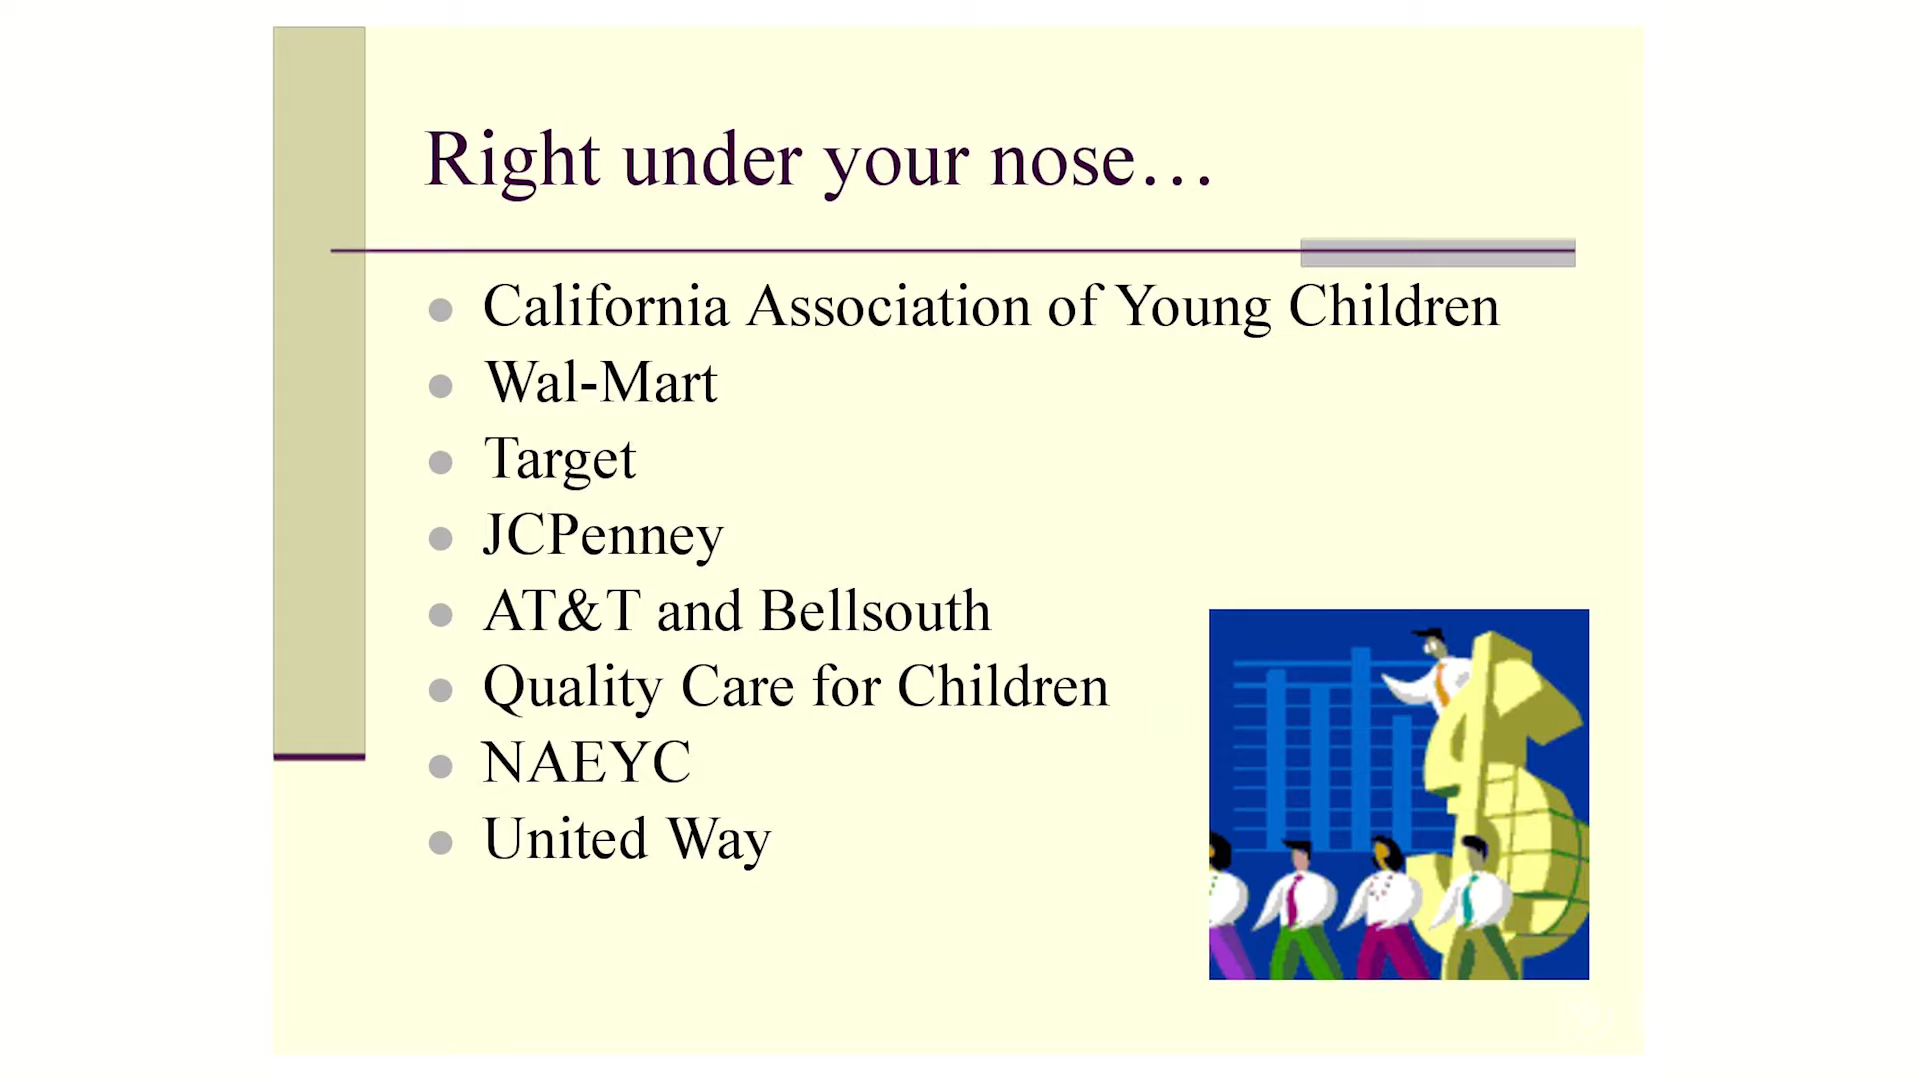 Right under your nose…
California Association of Young Children
Wal-Mart
Target
JCPenney
AT&T and Bellsouth
Quality Care for Children
NAEYC
United Way